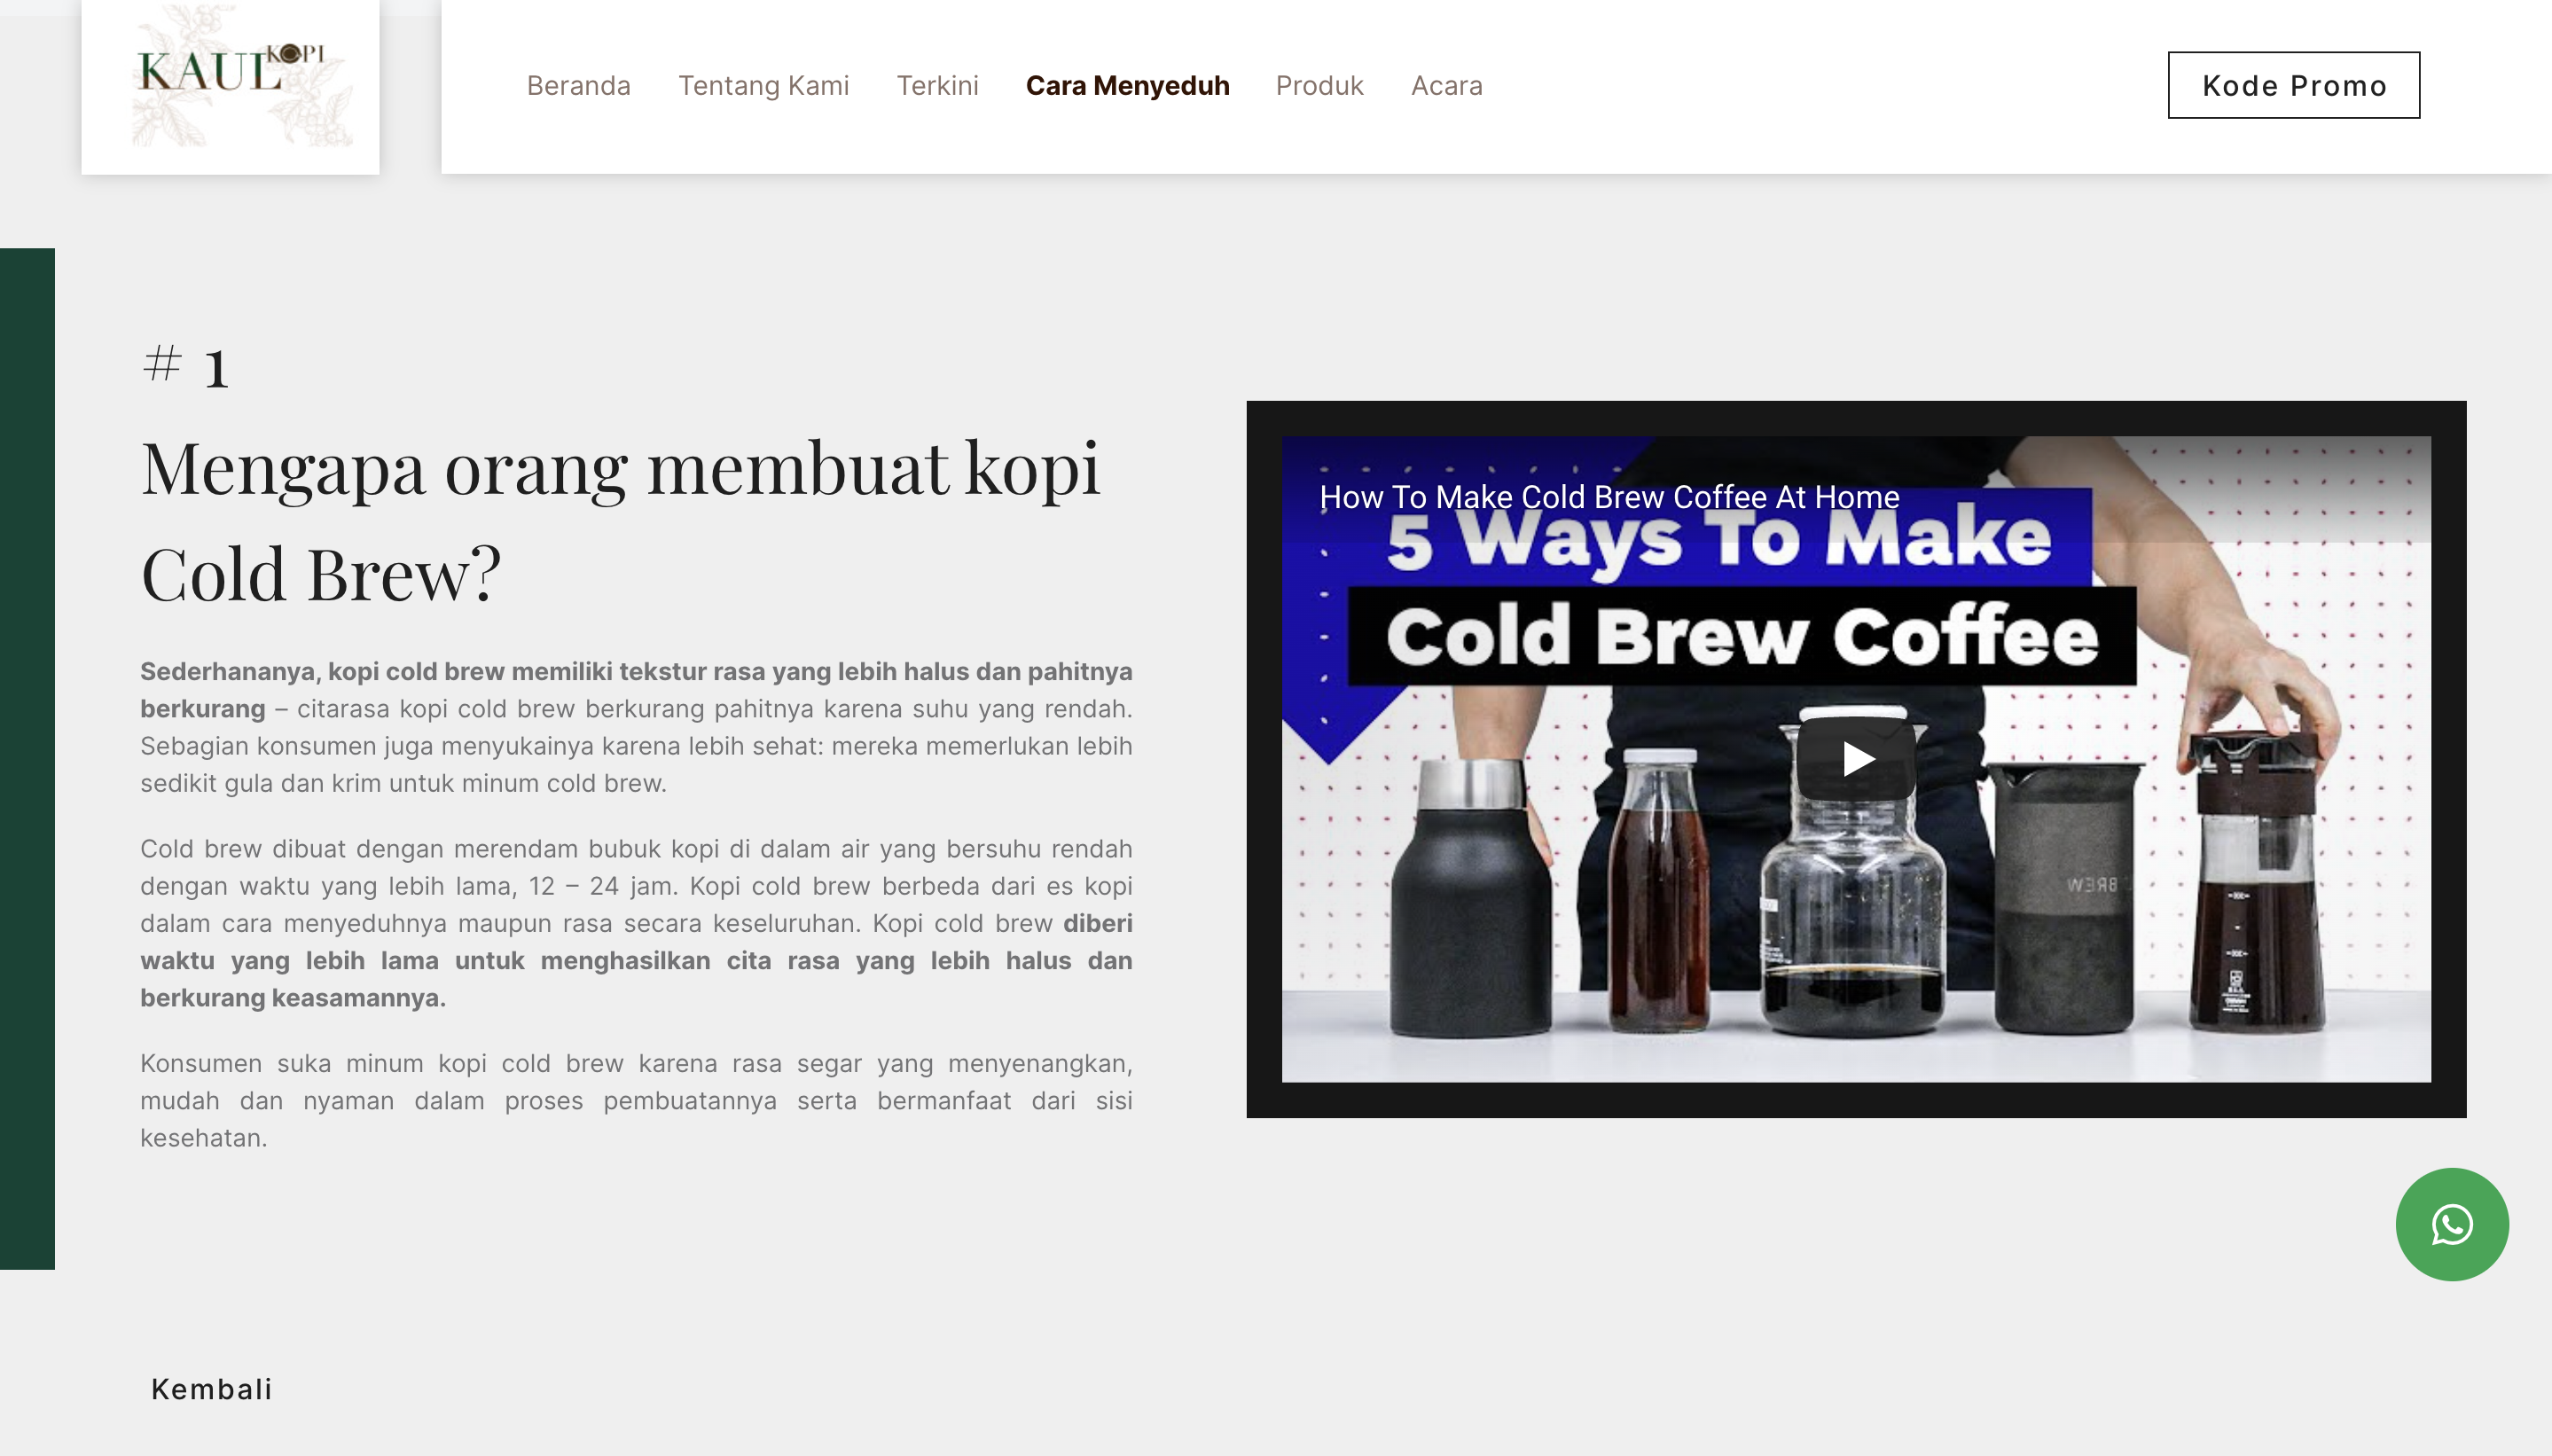 KAUL KOPI
Beranda
Tentang Kami
Terkini
Cara Menyeduh
Produk
Acara
Kode Promo
# 1
Mengapa orang membuat kopi
Cold Brew?
Sederhananya, kopi cold brew memiliki tekstur rasa yang lebih halus dan pahitnya
berkurang – citarasa kopi cold brew berkurang pahitnya karena suhu yang rendah.
Sebagian konsumen juga menyukainya karena lebih sehat: mereka memerlukan lebih
sedikit gula dan krim untuk minum cold brew.
Cold brew dibuat dengan merendam bubuk kopi di dalam air yang bersuhu rendah
dengan waktu yang lebih lama, 12 – 24 jam. Kopi cold brew berbeda dari es kopi
dalam cara menyeduhnya maupun rasa secara keseluruhan. Kopi cold brew diberi
waktu yang lebih lama untuk menghasilkan cita rasa yang lebih halus dan
berkurang keasamannya.
Konsumen suka minum kopi cold brew karena rasa segar yang menyenangkan,
mudah dan nyaman dalam proses pembuatannya serta bermanfaat dari sisi
kesehatan.
How To Make Cold Brew Coffee At Home
5 Ways To Make
Cold Brew Coffee
BREW
Kembali